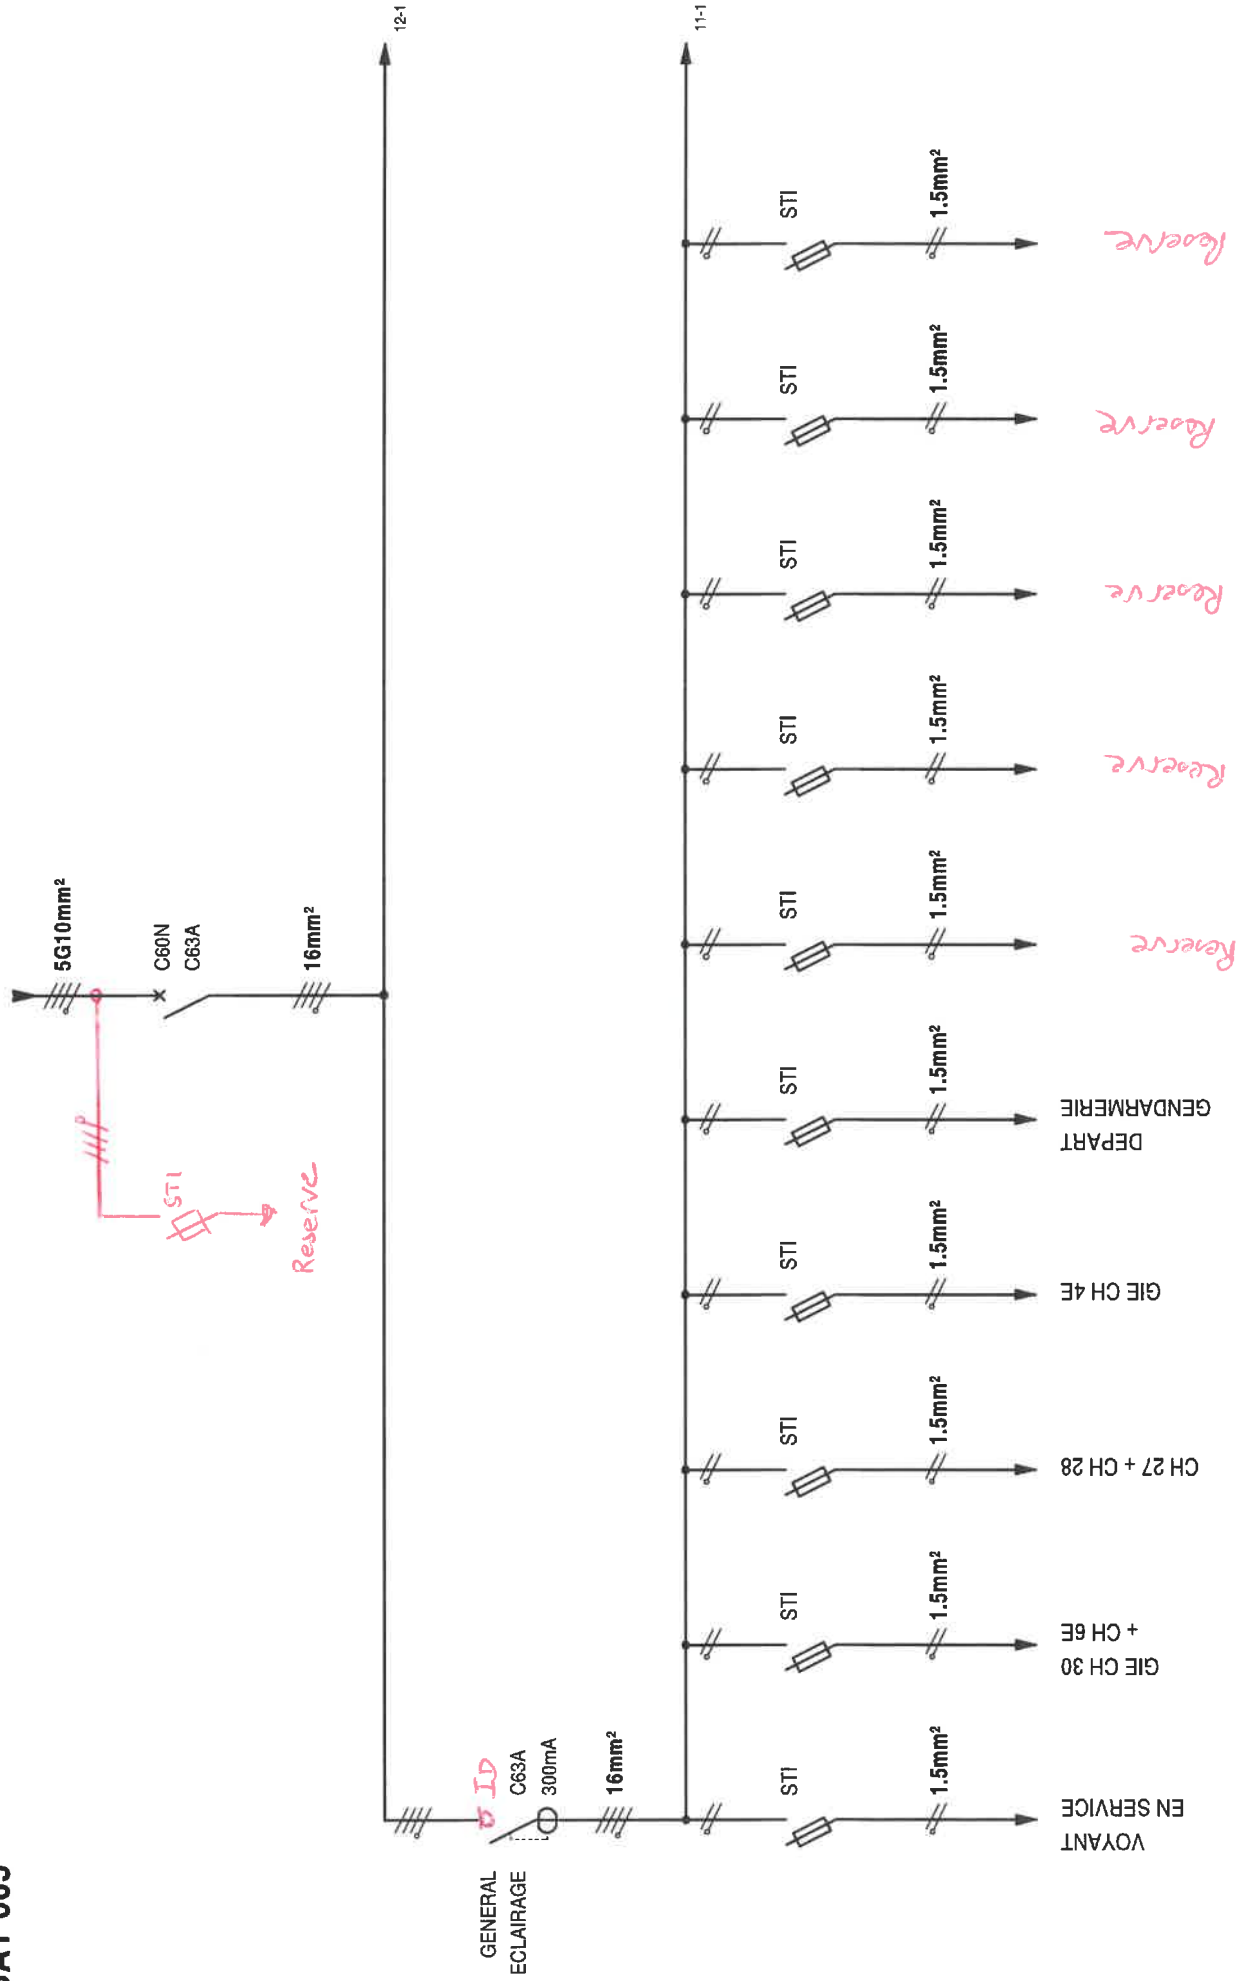 12-1
11-1
5G10mm²
C60N
C63A
16mm²
STI
Reserve
GENERAL
ECLAIRAGE
ID
C63A
300mA
16mm²
STI
1.5mm²
VOYANT
EN SERVICE
STI
1.5mm²
GIE CH 30
+ CH 6E
STI
1.5mm²
CH 27 + CH 28
STI
1.5mm²
GIE CH 4E
STI
1.5mm²
DEPART
GENDARMERIE
STI
1.5mm²
Reserve
STI
1.5mm²
Reserve
STI
1.5mm²
Reserve
STI
1.5mm²
Reserve
STI
1.5mm²
Reserve